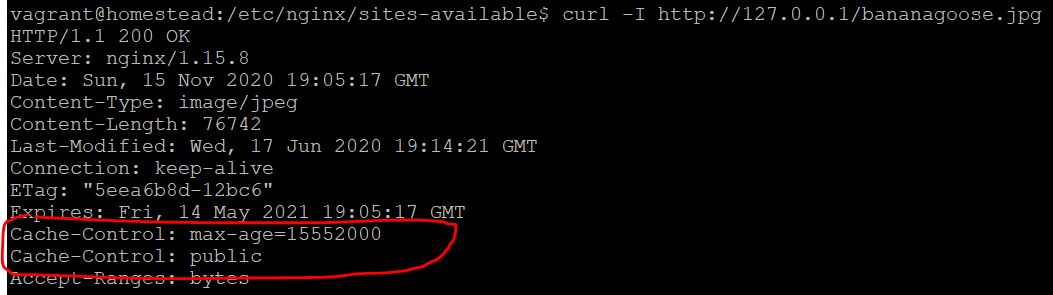 vagrant@homestead:/etc/nginx/sites-available$ curl -I http://127.0.0.1/bananagoose.jpg
HTTP/1.1 200 OK
Server: nginx/1.15.8
Date: Sun, 15 Nov 2020 19:05:17 GMT
Content-Type: image/jpeg
Content-Length: 76742
Last-Modified: Wed, 17 Jun 2020 19:14:21 GMT
Connection: keep-alive
ETag: "5eea6b8d-12bc6"
Expires: Fri, 14 May 2021 19:05:17 GMT
Cache-Control: max-age=15552000
Cache-Control: public
Accept-Ranges: bytes